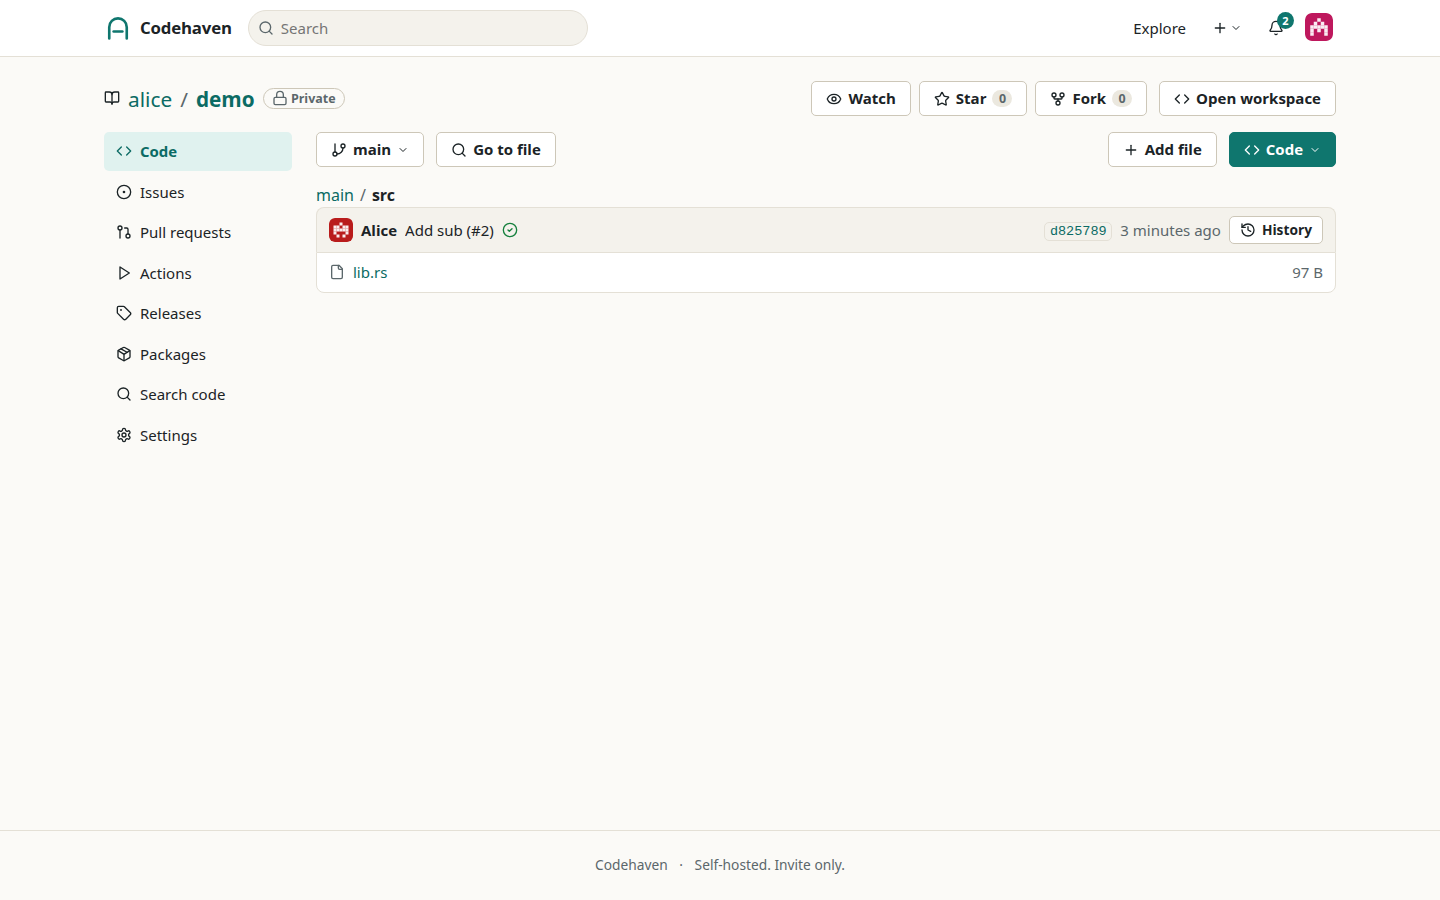 Codehaven
Search
Explore
2
alice / demo
Private
Watch
Star 0
Fork 0
Open workspace
Code
Issues
Pull requests
Actions
Releases
Packages
Search code
Settings
main
Go to file
Add file
Code
main / src
Alice Add sub (#2)
d825789 3 minutes ago
History
lib.rs
97 B
Codehaven · Self-hosted. Invite only.